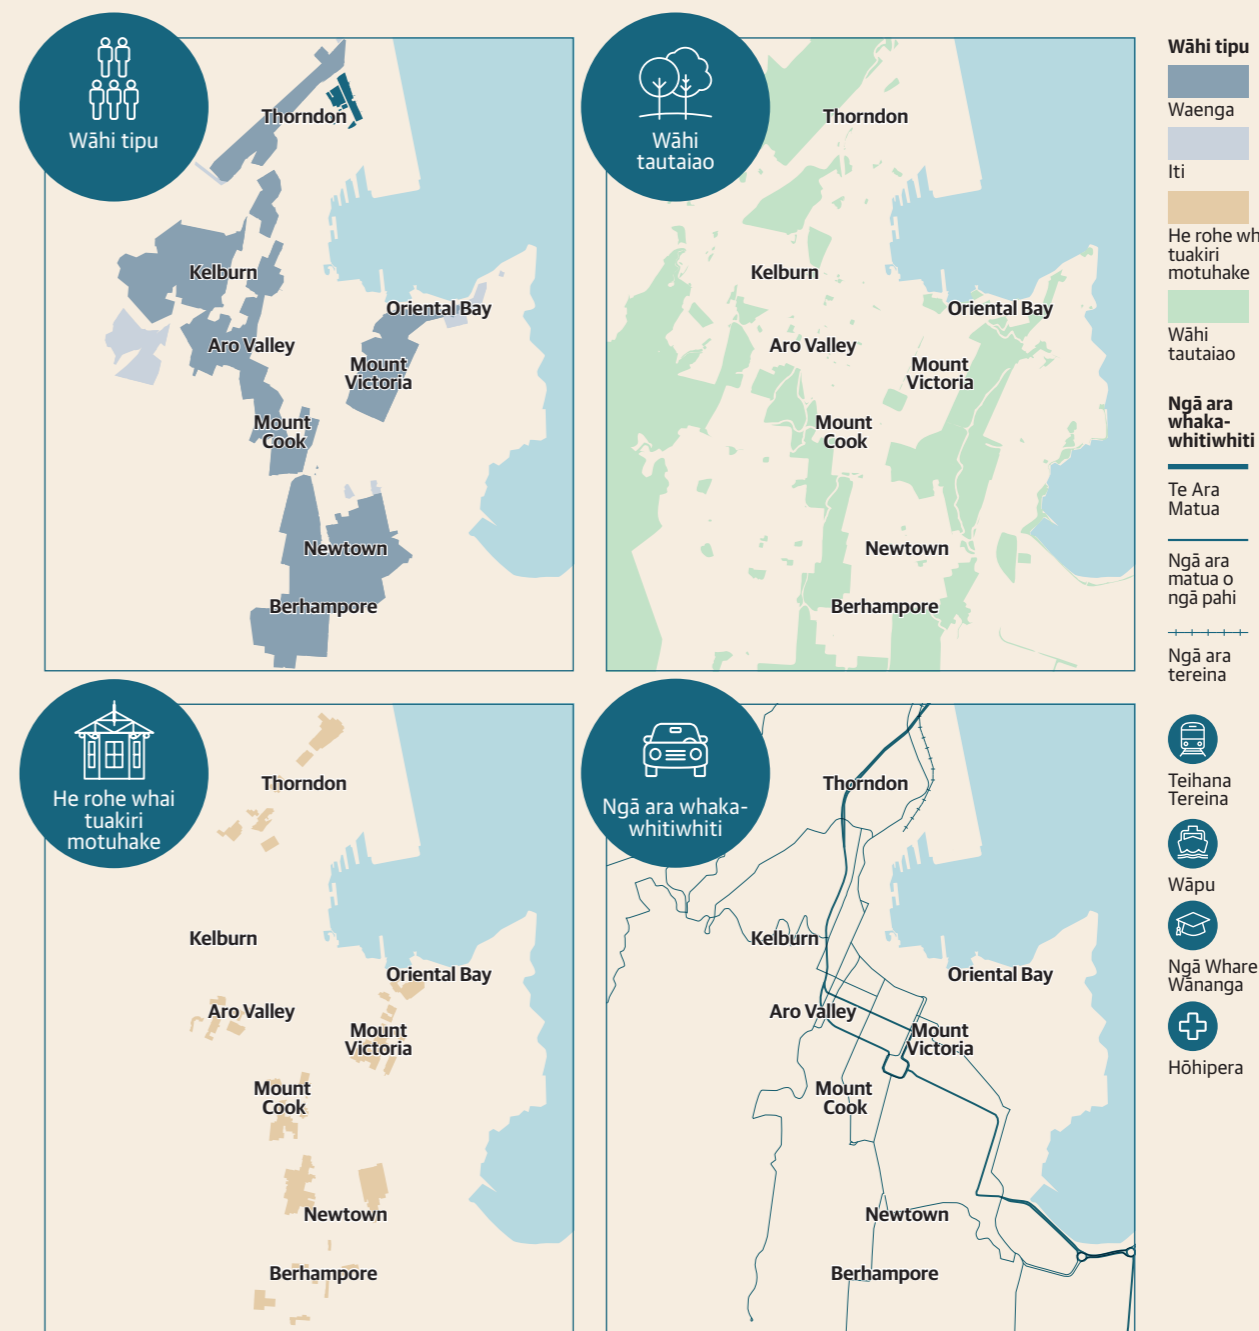 Wāhi tipu
Thorndon
Kelburn
Oriental Bay
Aro Valley
Mount
Victoria
Mount
Cook
Newtown
Berhampore
Wāhi
tautaiao
Thorndon
Kelburn
Oriental Bay
Aro Valley
Mount
Victoria
Mount
Cook
Newtown
Berhampore
He rohe whai
tuakiri
motuhake
Thorndon
Kelburn
Oriental Bay
Aro Valley
Mount
Victoria
Mount
Cook
Newtown
Berhampore
Ngā ara whaka-
whitiwhiti
Thorndon
Kelburn
Oriental Bay
Aro Valley
Mount
Victoria
Mount
Cook
Newtown
Berhampore
Wāhi tipu
Waenga
Iti
He rohe wh
tuakiri
motuhake
Wāhi
tautaiao
Ngā ara
whaka-
whitiwhiti
Te Ara
Matua
Ngā ara
matua o
ngā pahi
Ngā ara
tereina
Teihana
Tereina
Wāpu
Ngā Whare
Wānanga
Hōhipera